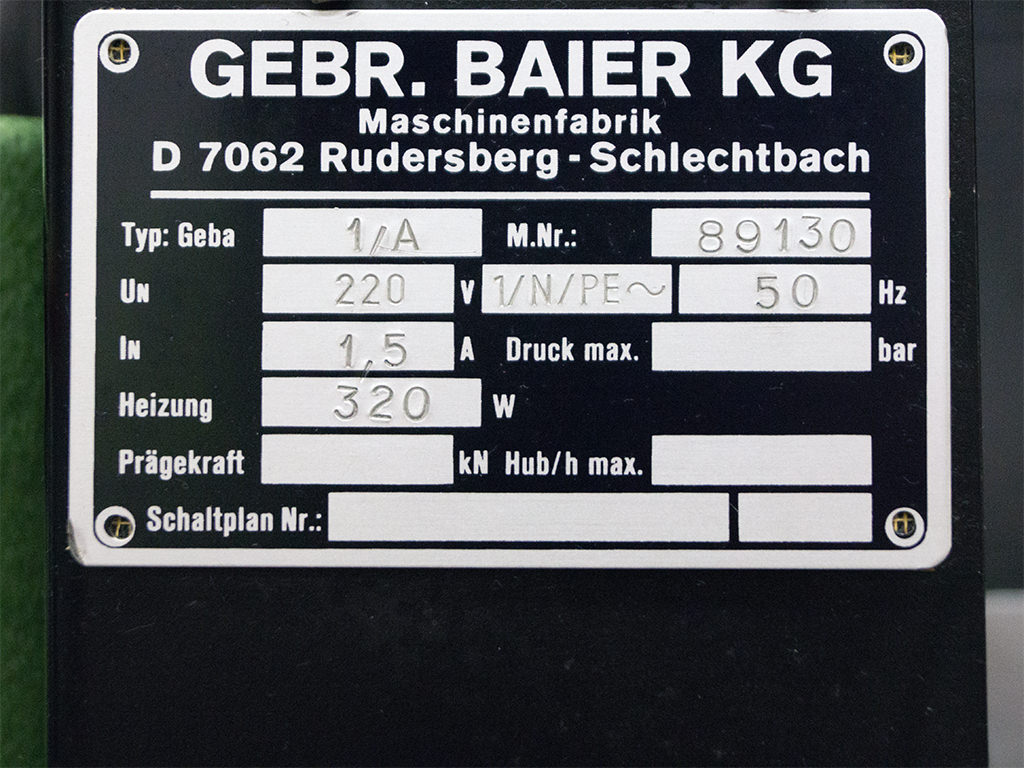 GEBR. BAIER KG
Maschinenfabrik
D 7062 Rudersberg - Schlechtbach
Typ: Geba 1/A M.Nr.: 89130
UN 220 V 1/N/PE~ 50 Hz
IN 1,5 A Druck max. bar
Heizung 320 W
Prägekraft kN Hub/h max.
Schaltplan Nr.: